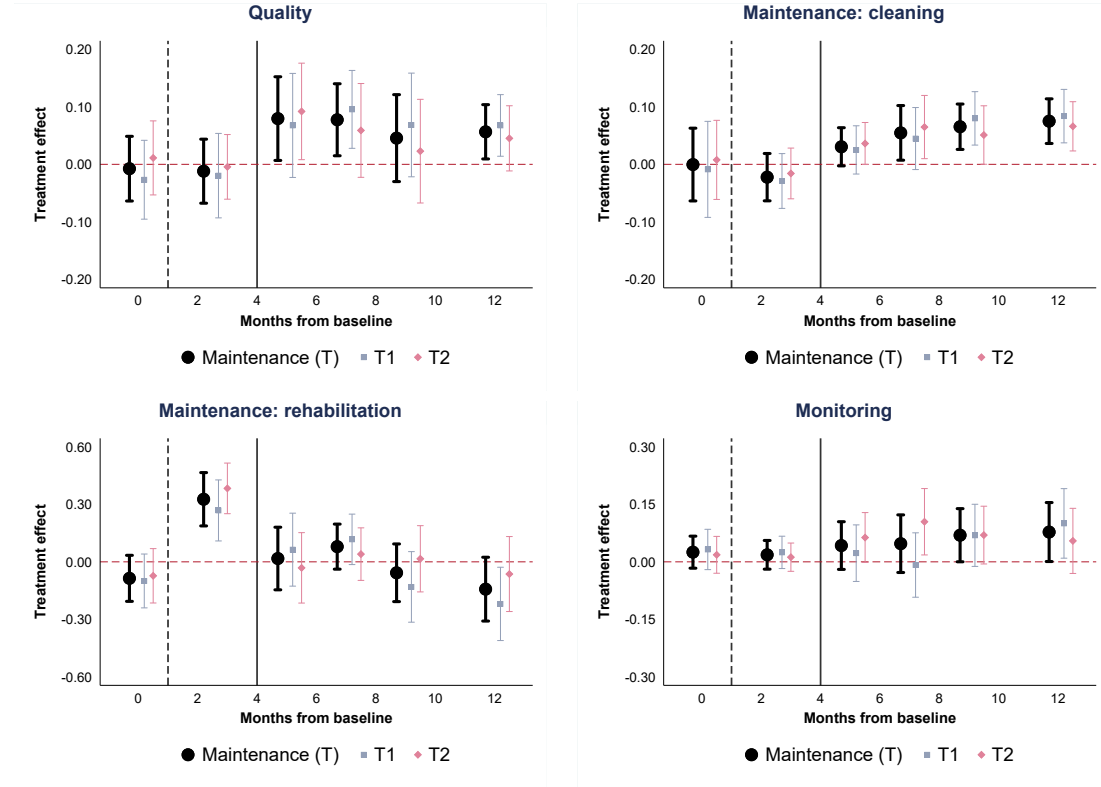 Quality
0.20
0.10
0.00
-0.10
-0.20
Treatment effect
0 2 4 6 8 10 12
Months from baseline
Maintenance (T) T1 T2
Maintenance: cleaning
0.20
0.10
0.00
-0.10
-0.20
Treatment effect
0 2 4 6 8 10 12
Months from baseline
Maintenance (T) T1 T2
Maintenance: rehabilitation
0.60
0.30
0.00
-0.30
-0.60
Treatment effect
0 2 4 6 8 10 12
Months from baseline
Maintenance (T) T1 T2
Monitoring
0.30
0.15
0.00
-0.15
-0.30
Treatment effect
0 2 4 6 8 10 12
Months from baseline
Maintenance (T) T1 T2